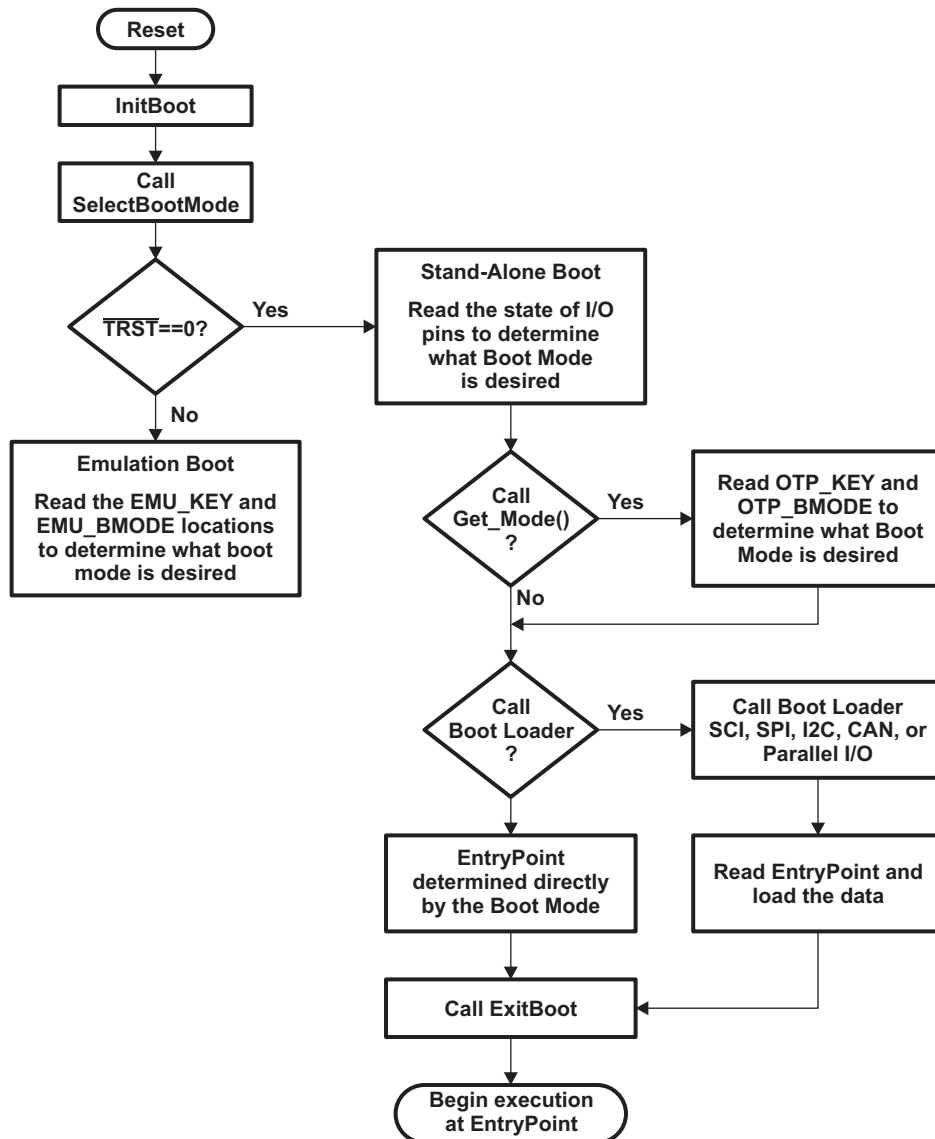 Reset
InitBoot
Call
SelectBootMode
TRST==0?
Yes
No
Stand-Alone Boot
Read the state of I/O
pins to determine
what Boot Mode
is desired
Emulation Boot
Read the EMU_KEY and
EMU_BMODE locations
to determine what boot
mode is desired
Call
Get_Mode()
?
Yes
No
Read OTP_KEY and
OTP_BMODE to
determine what Boot
Mode is desired
Call
Boot Loader
?
Yes
Call Boot Loader
SCI, SPI, I2C, CAN, or
Parallel I/O
EntryPoint
determined directly
by the Boot Mode
Read EntryPoint and
load the data
Call ExitBoot
Begin execution
at EntryPoint